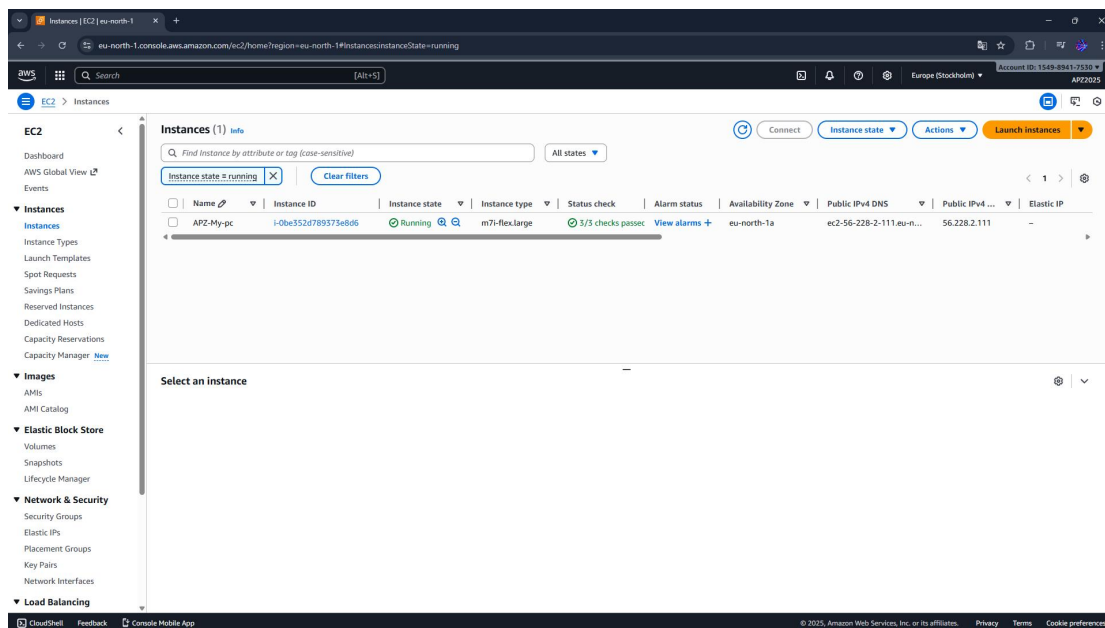 Instances | EC2 | eu-north-1
eu-north-1.console.aws.amazon.com/ec2/home?region=eu-north-1#Instances:instanceState=running
aws
Search
[Alt+S]
Europe (Stockholm)
Account ID: 1549-8941-7530
APZ2025
EC2 > Instances
EC2
Dashboard
AWS Global View
Events
Instances
Instances
Instance Types
Launch Templates
Spot Requests
Savings Plans
Reserved Instances
Dedicated Hosts
Capacity Reservations
Capacity Manager New
Images
AMIs
AMI Catalog
Elastic Block Store
Volumes
Snapshots
Lifecycle Manager
Network & Security
Security Groups
Elastic IPs
Placement Groups
Key Pairs
Network Interfaces
Load Balancing
Instances (1) Info
Connect
Instance state
Actions
Launch instances
Find Instance by attribute or tag (case-sensitive)
All states
Instance state = running
Clear filters
1
Name Instance ID Instance state Instance type Status check Alarm status Availability Zone Public IPv4 DNS Public IPv4 ... Elastic IP
APZ-My-pc i-0be352d789373e8d6 Running m7i-flex.large 3/3 checks passec View alarms + eu-north-1a ec2-56-228-2-111.eu-n... 56.228.2.111 –
Select an instance
CloudShell Feedback Console Mobile App © 2025, Amazon Web Services, Inc. or its affiliates. Privacy Terms Cookie preferences